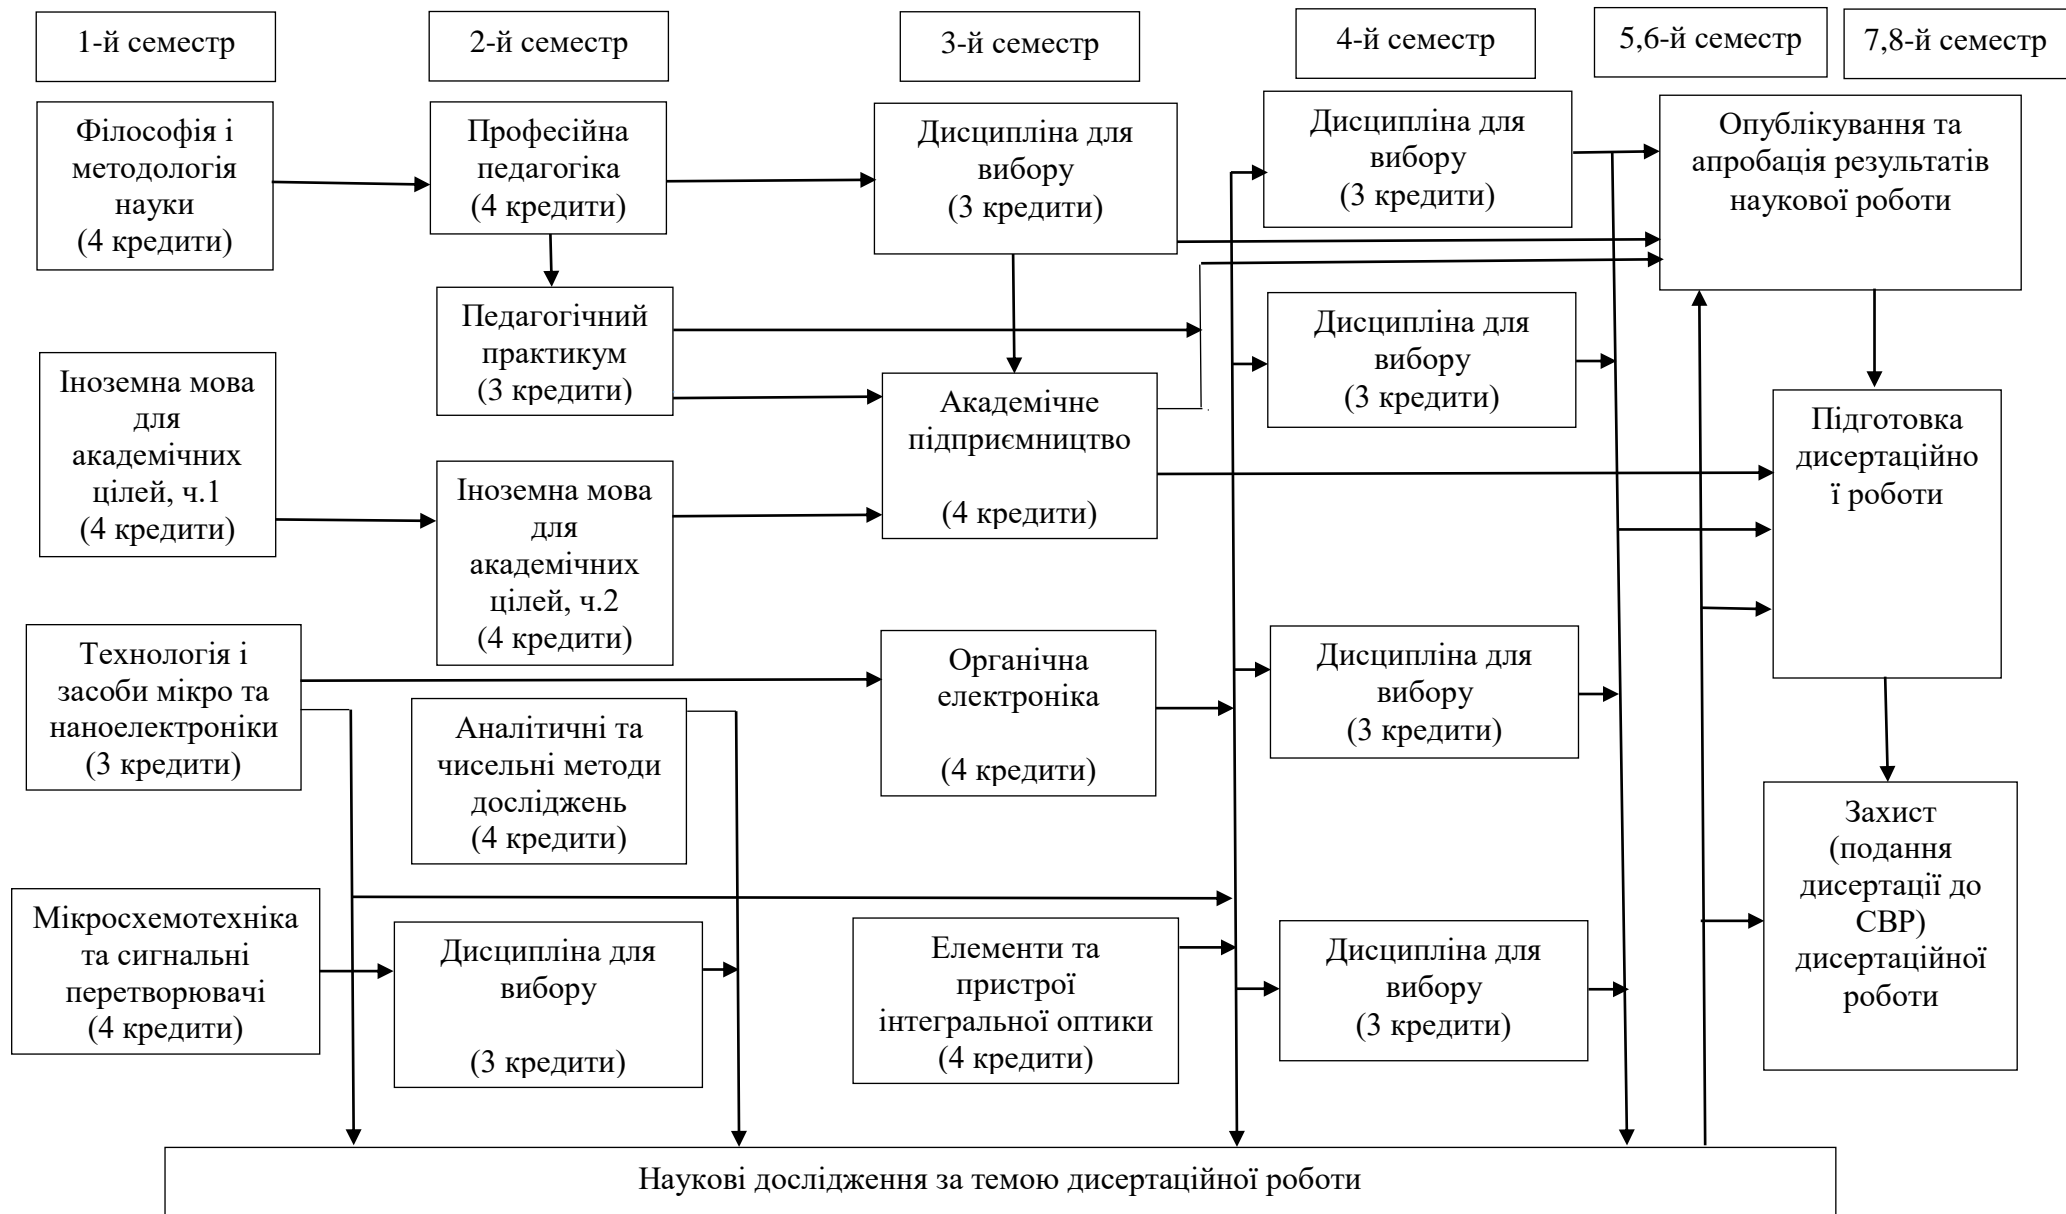 1-й семестр
2-й семестр
3-й семестр
4-й семестр
5,6-й семестр
7,8-й семестр
Філософія і
методологія
науки
(4 кредити)
Професійна
педагогіка
(4 кредити)
Дисципліна для
вибору
(3 кредити)
Дисципліна для
вибору
(3 кредити)
Опублікування та
апробація результатів
наукової роботи
Педагогічний
практикум
(3 кредити)
Дисципліна для
вибору
(3 кредити)
Іноземна мова
для
академічних
цілей, ч.1
(4 кредити)
Академічне
підприємництво
(4 кредити)
Підготовка
дисертаційно
ї роботи
Іноземна мова
для
академічних
цілей, ч.2
(4 кредити)
Технологія і
засоби мікро та
наноелектроніки
(3 кредити)
Органічна
електроніка
(4 кредити)
Дисципліна для
вибору
(3 кредити)
Аналітичні та
чисельні методи
досліджень
(4 кредити)
Захист
(подання
дисертації до
СВР)
дисертаційної
роботи
Мікросхемотехніка
та сигнальні
перетворювачі
(4 кредити)
Дисципліна для
вибору
(3 кредити)
Елементи та
пристрої
інтегральної оптики
(4 кредити)
Дисципліна для
вибору
(3 кредити)
Наукові дослідження за темою дисертаційної роботи